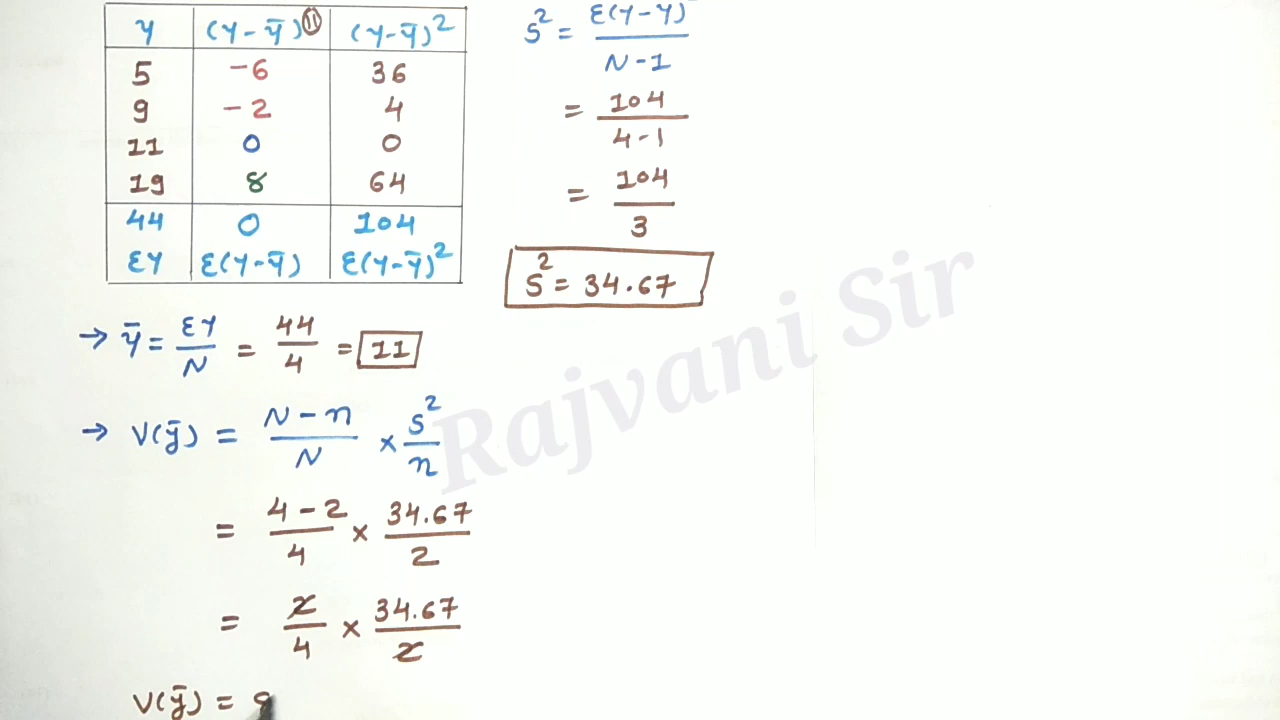 Y | (Y-Ȳ) ⑪ | (Y-Ȳ)²
5 | -6 | 36
9 | -2 | 4
11 | 0 | 0
19 | 8 | 64
44 | 0 | 104
ΣY | Σ(Y-Ȳ) | Σ(Y-Ȳ)²
S² = Σ(Y-Ȳ) / N-1
= 104 / 4-1
= 104 / 3
S² = 34.67
→ Ȳ = ΣY / N = 44 / 4 = 11
→ V(ȳ) = N-n / N × S² / n
= 4-2 / 4 × 34.67 / 2
= 2 / 4 × 34.67 / 2
V(ȳ) =
Rajvani Sir